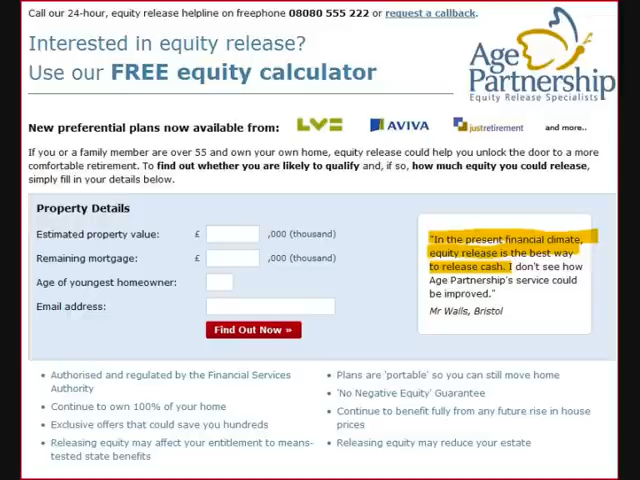 Call our 24-hour, equity release helpline on freephone 08080 555 222 or request a callback.
Interested in equity release?
Use our FREE equity calculator
Age
Partnership
Equity Release Specialists
New preferential plans now available from:
LV=
AVIVA
justretirement
and more..
If you or a family member are over 55 and own your own home, equity release could help you unlock the door to a more
comfortable retirement. To find out whether you are likely to qualify and, if so, how much equity you could release,
simply fill in your details below.
Property Details
Estimated property value: £ ,000 (thousand)
Remaining mortgage: £ ,000 (thousand)
Age of youngest homeowner:
Email address:
Find Out Now »
"In the present financial climate,
equity release is the best way
to release cash. I don't see how
Age Partnership's service could
be improved."
Mr Walls, Bristol
• Authorised and regulated by the Financial Services
Authority
• Continue to own 100% of your home
• Exclusive offers that could save you hundreds
• Releasing equity may affect your entitlement to means-
tested state benefits
• Plans are 'portable' so you can still move home
• 'No Negative Equity' Guarantee
• Continue to benefit fully from any future rise in house
prices
• Releasing equity may reduce your estate